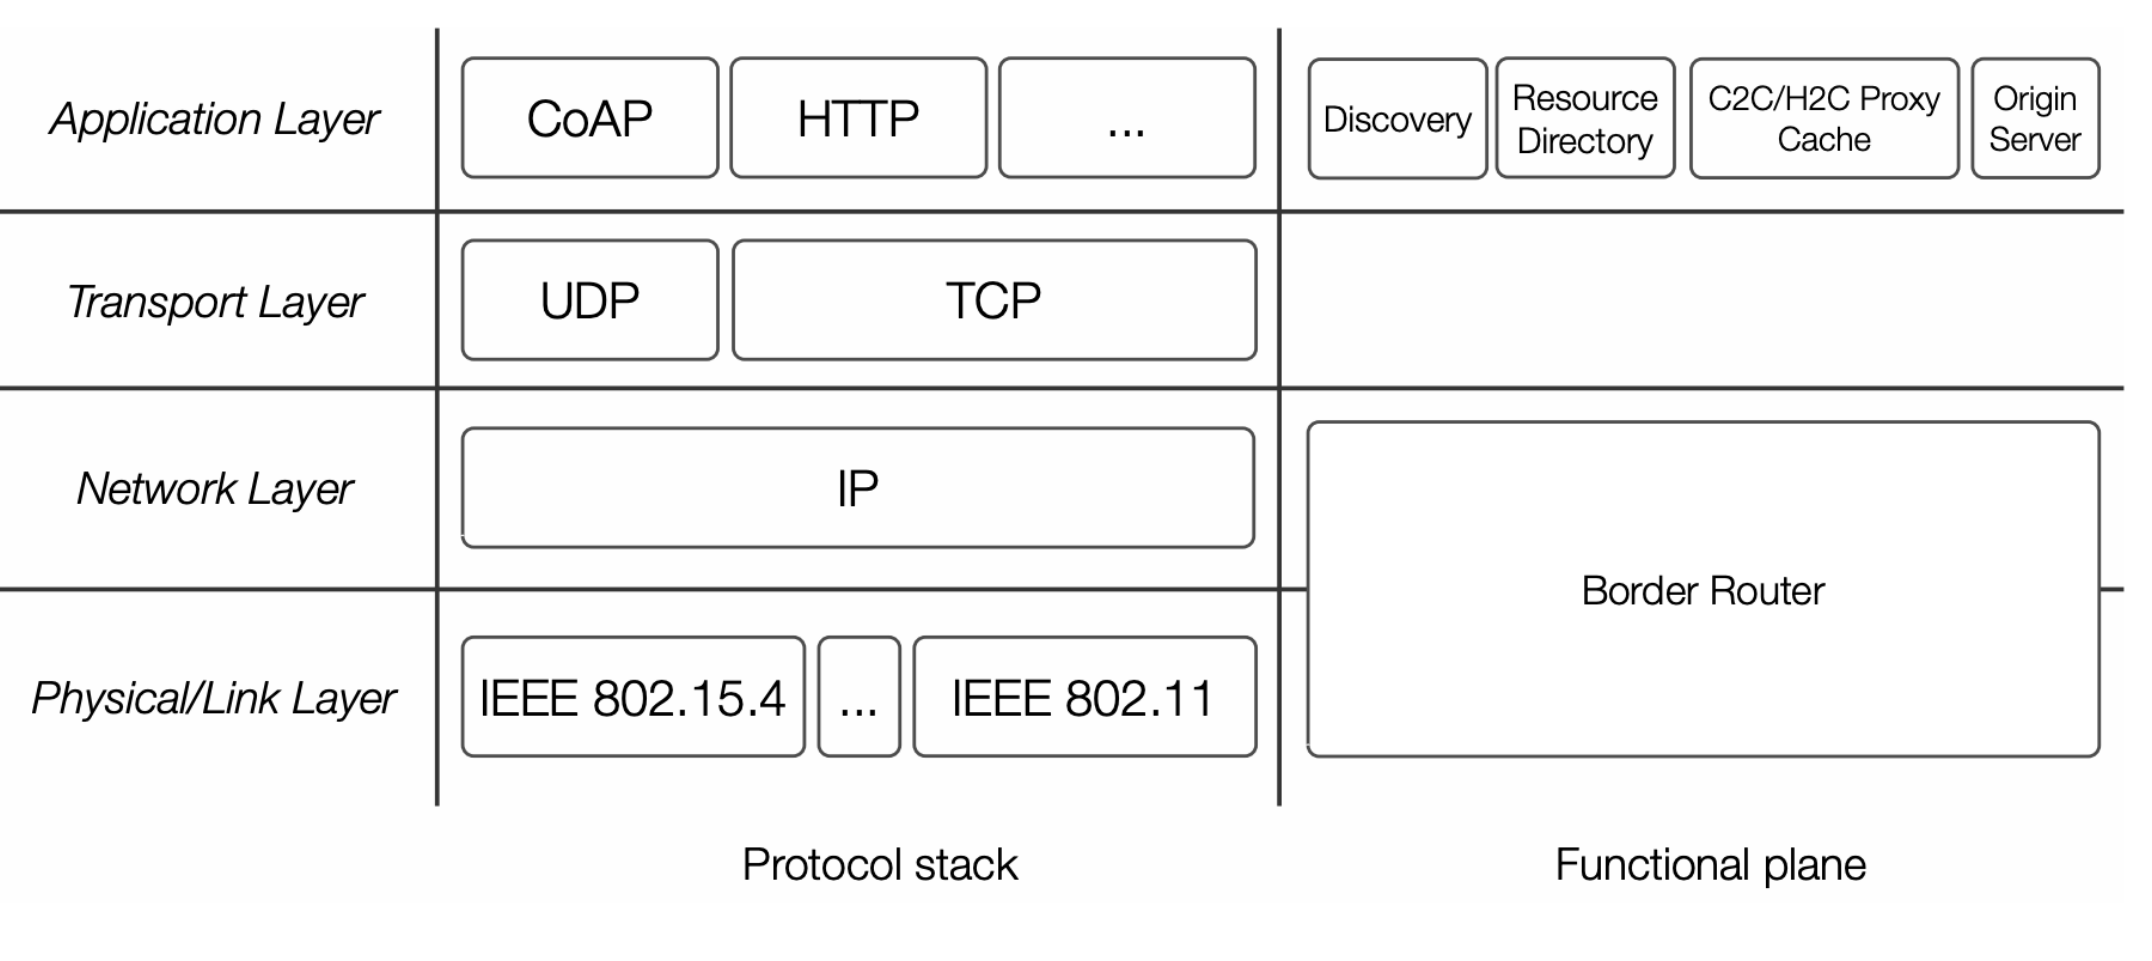 Application Layer
CoAP
HTTP
...
Discovery
Resource
Directory
C2C/H2C Proxy
Cache
Origin
Server
Transport Layer
UDP
TCP
Network Layer
IP
Border Router
Physical/Link Layer
IEEE 802.15.4
...
IEEE 802.11
Protocol stack
Functional plane